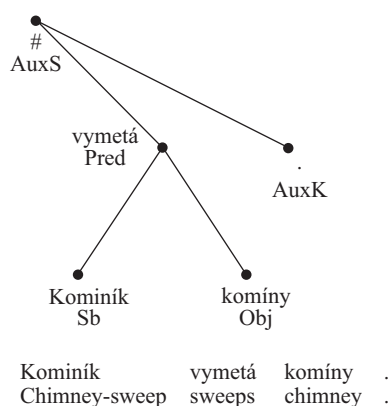 #
AuxS
vymetá
Pred
.
AuxK
Kominík komíny
Sb Obj
Kominík vymetá komíny .
Chimney-sweep sweeps chimney .